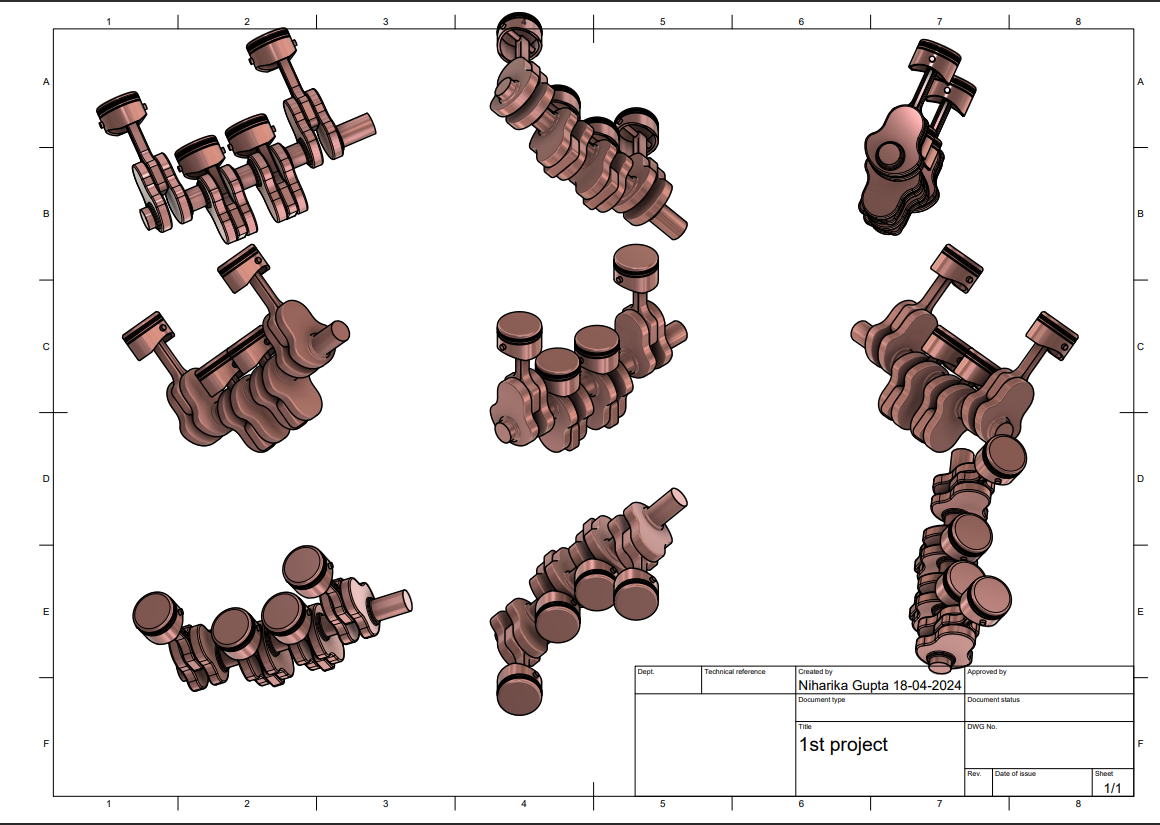 1 2 3 4 5 6 7 8
A A
B B
C C
D D
E E
Dept. Technical reference Created by Approved by
Niharika Gupta 18-04-2024
Document type Document status
Title DWG No.
1st project
F F
Rev. Date of issue Sheet
1/1
1 2 3 4 5 6 7 8